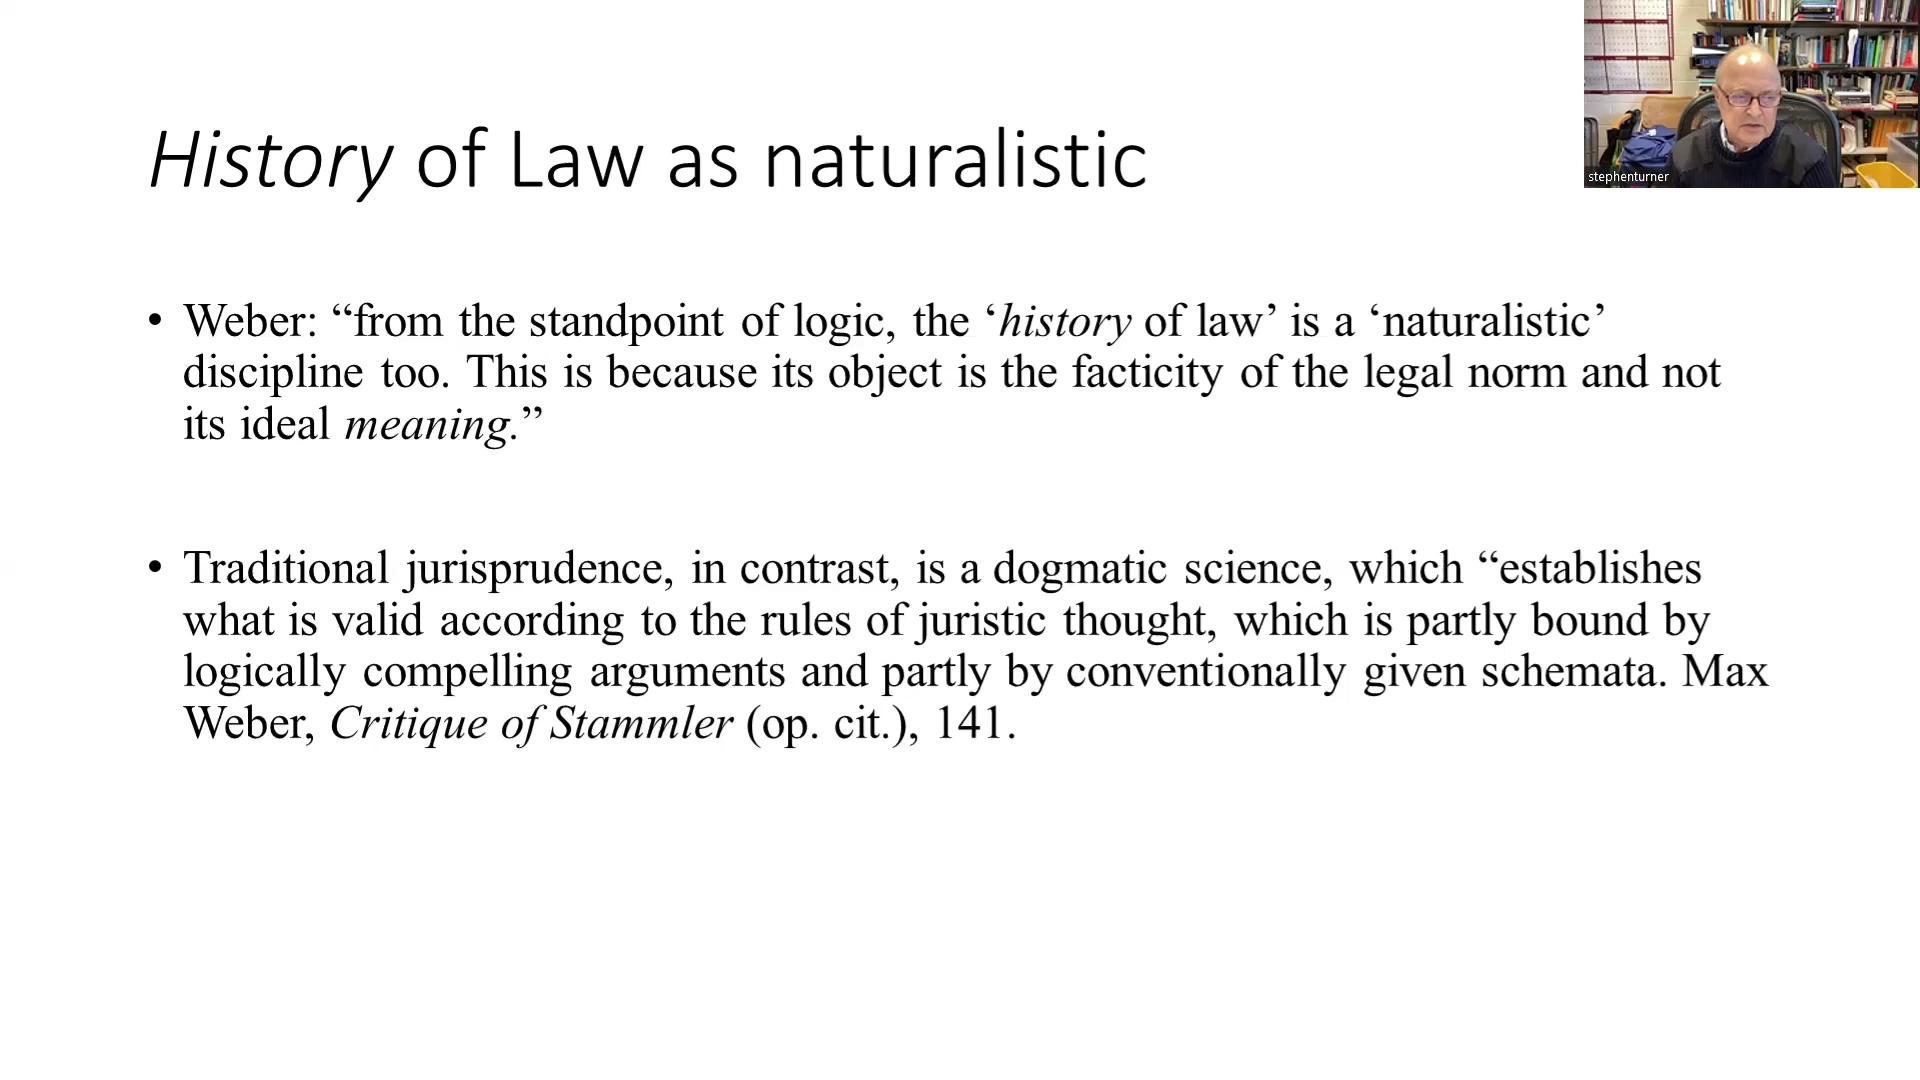 History of Law as naturalistic
stephenturner
• Weber: “from the standpoint of logic, the ‘history of law’ is a ‘naturalistic’
discipline too. This is because its object is the facticity of the legal norm and not
its ideal meaning.”
• Traditional jurisprudence, in contrast, is a dogmatic science, which “establishes
what is valid according to the rules of juristic thought, which is partly bound by
logically compelling arguments and partly by conventionally given schemata. Max
Weber, Critique of Stammler (op. cit.), 141.